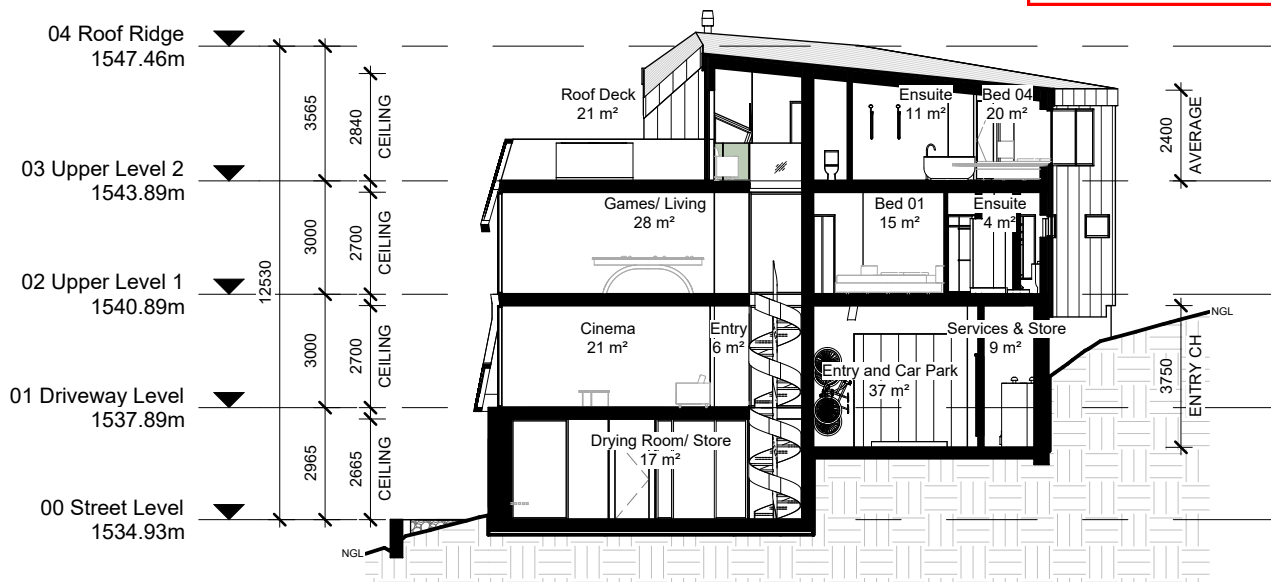 04 Roof Ridge
1547.46m
03 Upper Level 2
1543.89m
02 Upper Level 1
1540.89m
01 Driveway Level
1537.89m
00 Street Level
1534.93m
12530
3565
3000
3000
2965
2840
CEILING
2700
CEILING
2700
CEILING
2665
CEILING
Roof Deck
21 m²
Ensuite
11 m²
Bed 04
20 m²
Games/ Living
28 m²
Bed 01
15 m²
Ensuite
4 m²
Cinema
21 m²
Entry
6 m²
Services & Store
9 m²
Entry and Car Park
37 m²
Drying Room/ Store
17 m²
2400
AVERAGE
3750
ENTRY CH
NGL
NGL